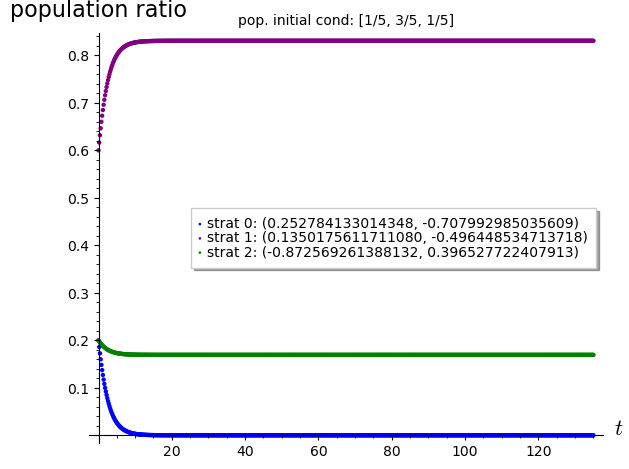 population ratio
pop. initial cond: [1/5, 3/5, 1/5]
0.8
0.7
0.6
0.5
0.4
0.3
0.2
0.1
strat 0: (0.252784133014348, -0.707992985035609)
strat 1: (0.1350175611711080, -0.496448534713718)
strat 2: (-0.872569261388132, 0.396527722407913)
20 40 60 80 100 120
t